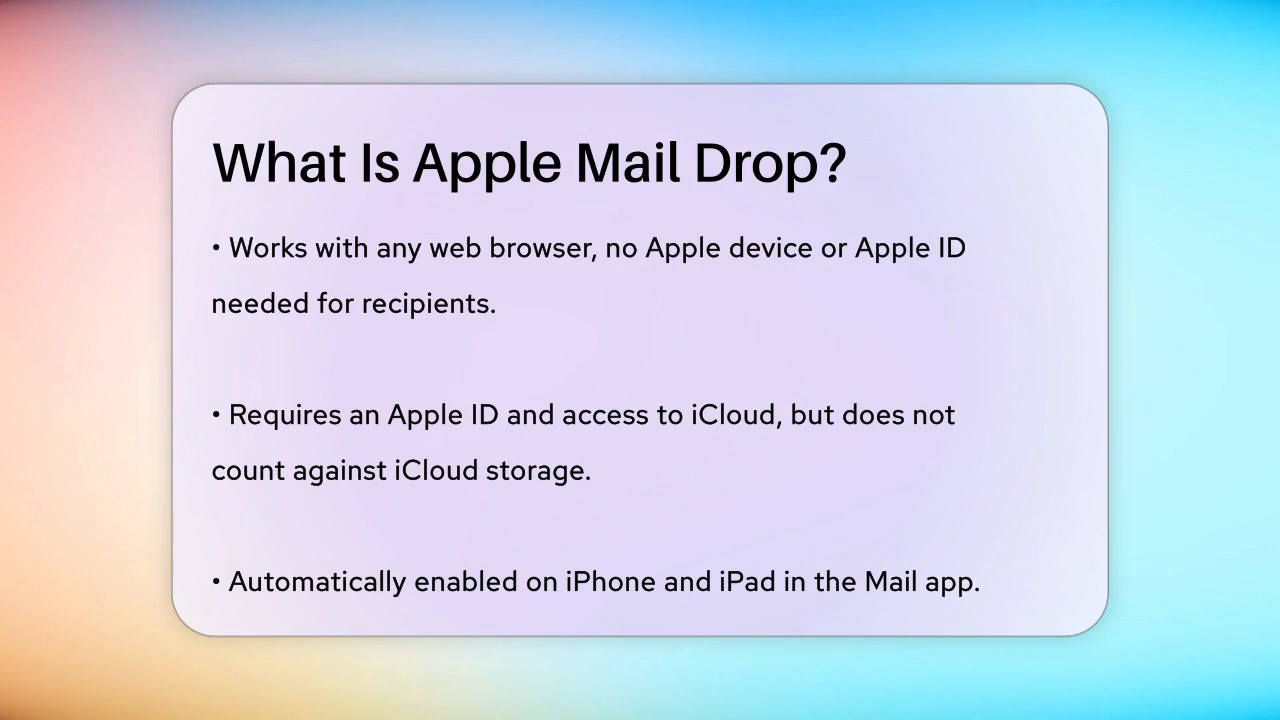 What Is Apple Mail Drop?
• Works with any web browser, no Apple device or Apple ID
needed for recipients.
• Requires an Apple ID and access to iCloud, but does not
count against iCloud storage.
• Automatically enabled on iPhone and iPad in the Mail app.